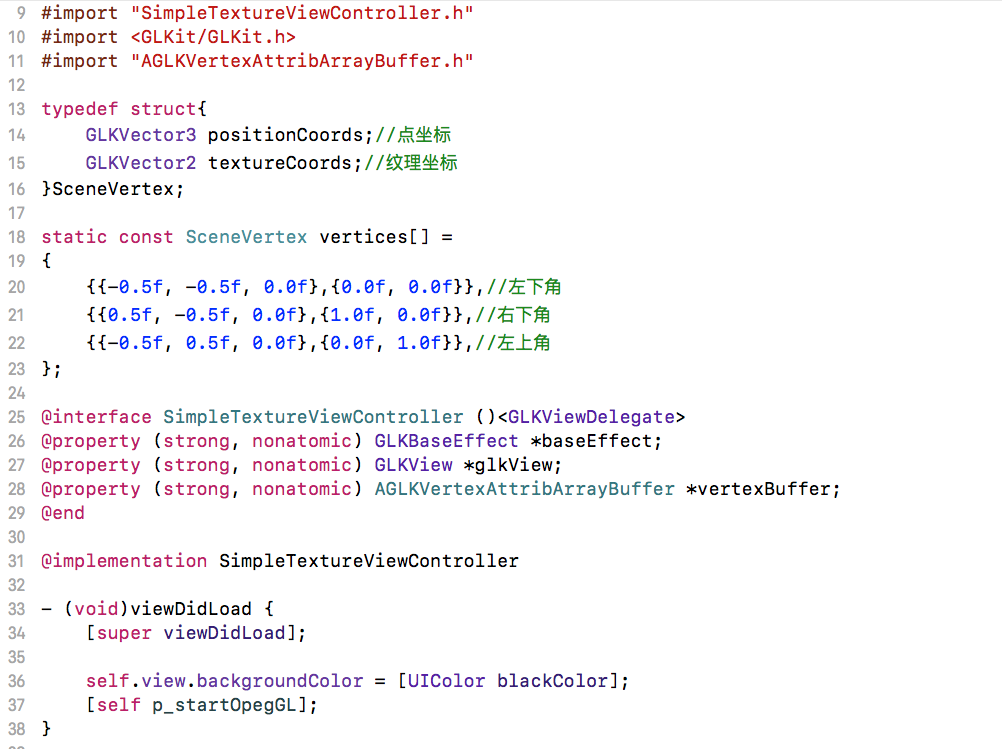 9 #import "SimpleTextureViewController.h"
10 #import <GLKit/GLKit.h>
11 #import "AGLKVertexAttribArrayBuffer.h"
12
13 typedef struct{
14     GLKVector3 positionCoords;//点坐标
15     GLKVector2 textureCoords;//纹理坐标
16 }SceneVertex;
17
18 static const SceneVertex vertices[] =
19 {
20     {{-0.5f, -0.5f, 0.0f},{0.0f, 0.0f}},//左下角
21     {{0.5f, -0.5f, 0.0f},{1.0f, 0.0f}},//右下角
22     {{-0.5f, 0.5f, 0.0f},{0.0f, 1.0f}},//左上角
23 };
24
25 @interface SimpleTextureViewController ()<GLKViewDelegate>
26 @property (strong, nonatomic) GLKBaseEffect *baseEffect;
27 @property (strong, nonatomic) GLKView *glkView;
28 @property (strong, nonatomic) AGLKVertexAttribArrayBuffer *vertexBuffer;
29 @end
30
31 @implementation SimpleTextureViewController
32
33 - (void)viewDidLoad {
34     [super viewDidLoad];
35
36     self.view.backgroundColor = [UIColor blackColor];
37     [self p_startOpegGL];
38 }